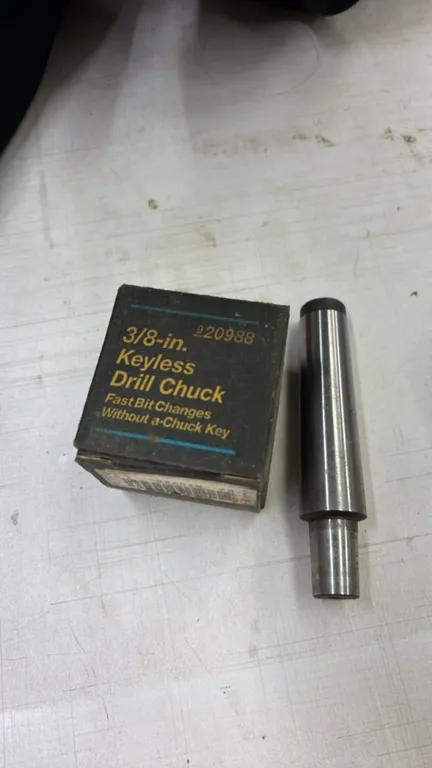 3/8-in. 920988
Keyless
Drill Chuck
Fast Bit Changes
Without a Chuck Key